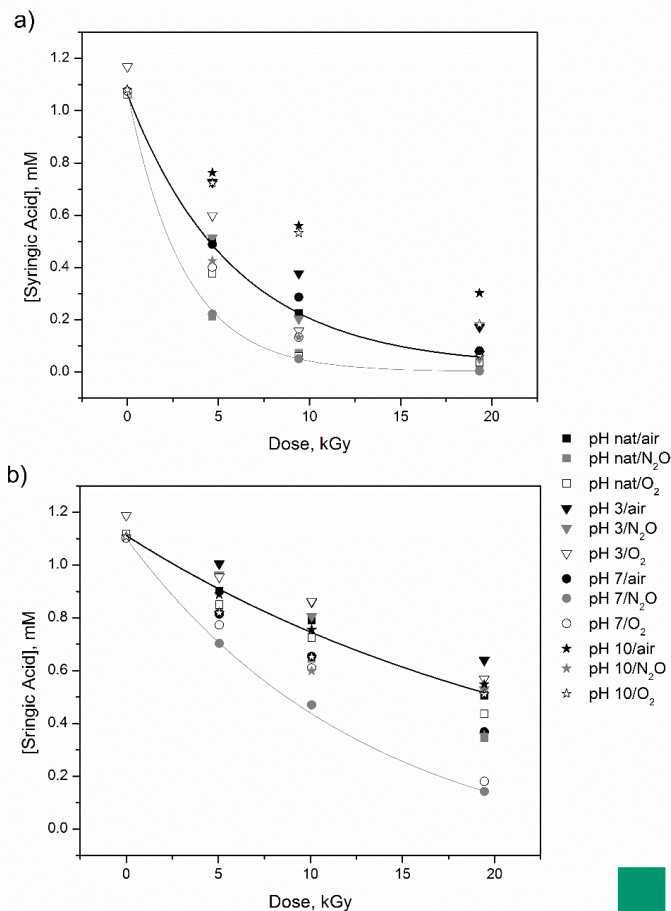 a)
1.2
1.0
0.8
0.6
0.4
0.2
0.0
[Syringic Acid], mM
0
5
10
15
20
Dose, kGy
pH nat/air
pH nat/N₂O
pH nat/O₂
pH 3/air
pH 3/N₂O
pH 3/O₂
pH 7/air
pH 7/N₂O
pH 7/O₂
pH 10/air
pH 10/N₂O
pH 10/O₂
b)
1.2
1.0
0.8
0.6
0.4
0.2
0.0
[Sringic Acid], mM
0
5
10
15
20
Dose, kGy